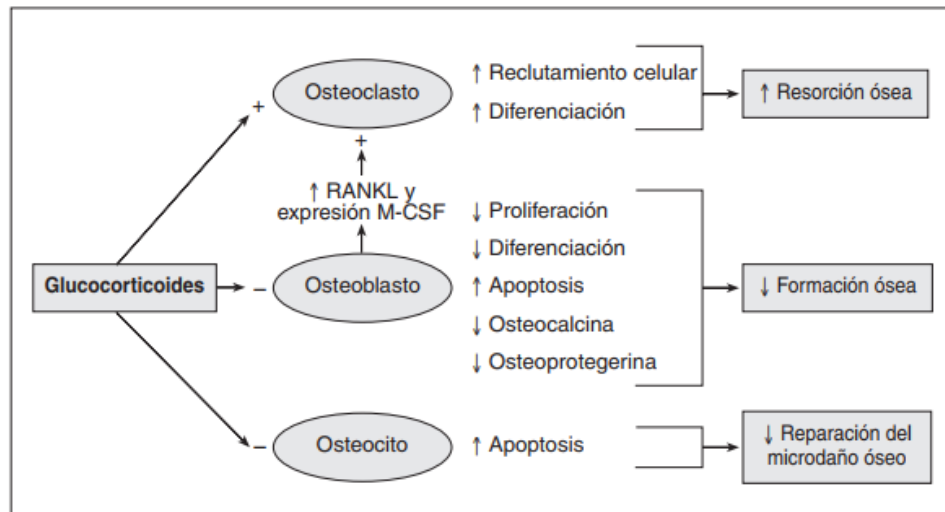 Osteoclasto
↑ Reclutamiento celular
↑ Diferenciación
↑ Resorción ósea
+
+
↑ RANKL y
expresión M-CSF
Glucocorticoides
–
Osteoblasto
↓ Proliferación
↓ Diferenciación
↑ Apoptosis
↓ Osteocalcina
↓ Osteoprotegerina
↓ Formación ósea
–
Osteocito
↑ Apoptosis
↓ Reparación del
microdaño óseo